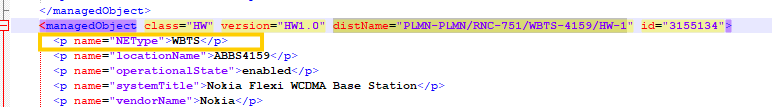 </managedObject>
<managedObject class="HW" version="HW1.0" distName="PLMN-PLMN/RNC-751/WBTS-4159/HW-1" id="3155134">
<p name="NEType">WBTS</p>
<p name="locationName">ABBS4159</p>
<p name="operationalState">enabled</p>
<p name="systemTitle">Nokia Flexi WCDMA Base Station</p>
<p name="vendorName">Nokia</p>